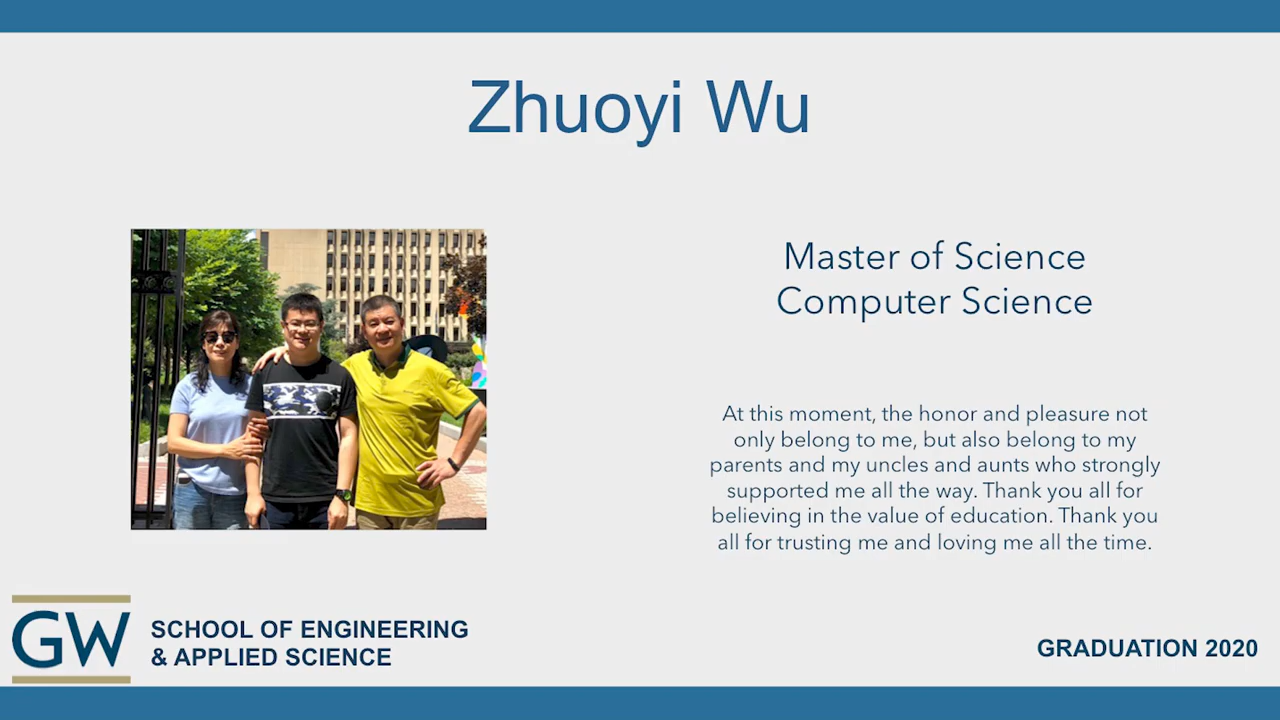 Zhuoyi Wu
Master of Science
Computer Science
At this moment, the honor and pleasure not
only belong to me, but also belong to my
parents and my uncles and aunts who strongly
supported me all the way. Thank you all for
believing in the value of education. Thank you
all for trusting me and loving me all the time.
GW
SCHOOL OF ENGINEERING
& APPLIED SCIENCE
GRADUATION 2020